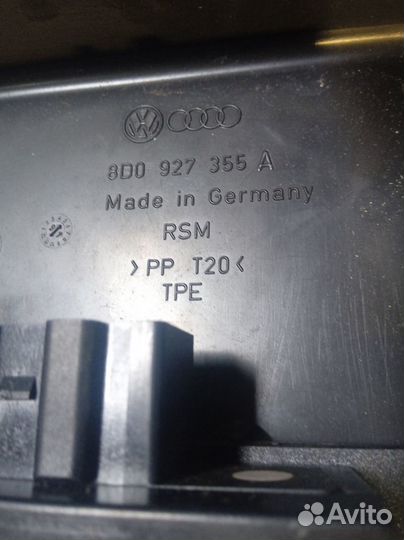 8D0 927 355 A
Made in Germany
RSM
>PP T20<
TPE
Avito